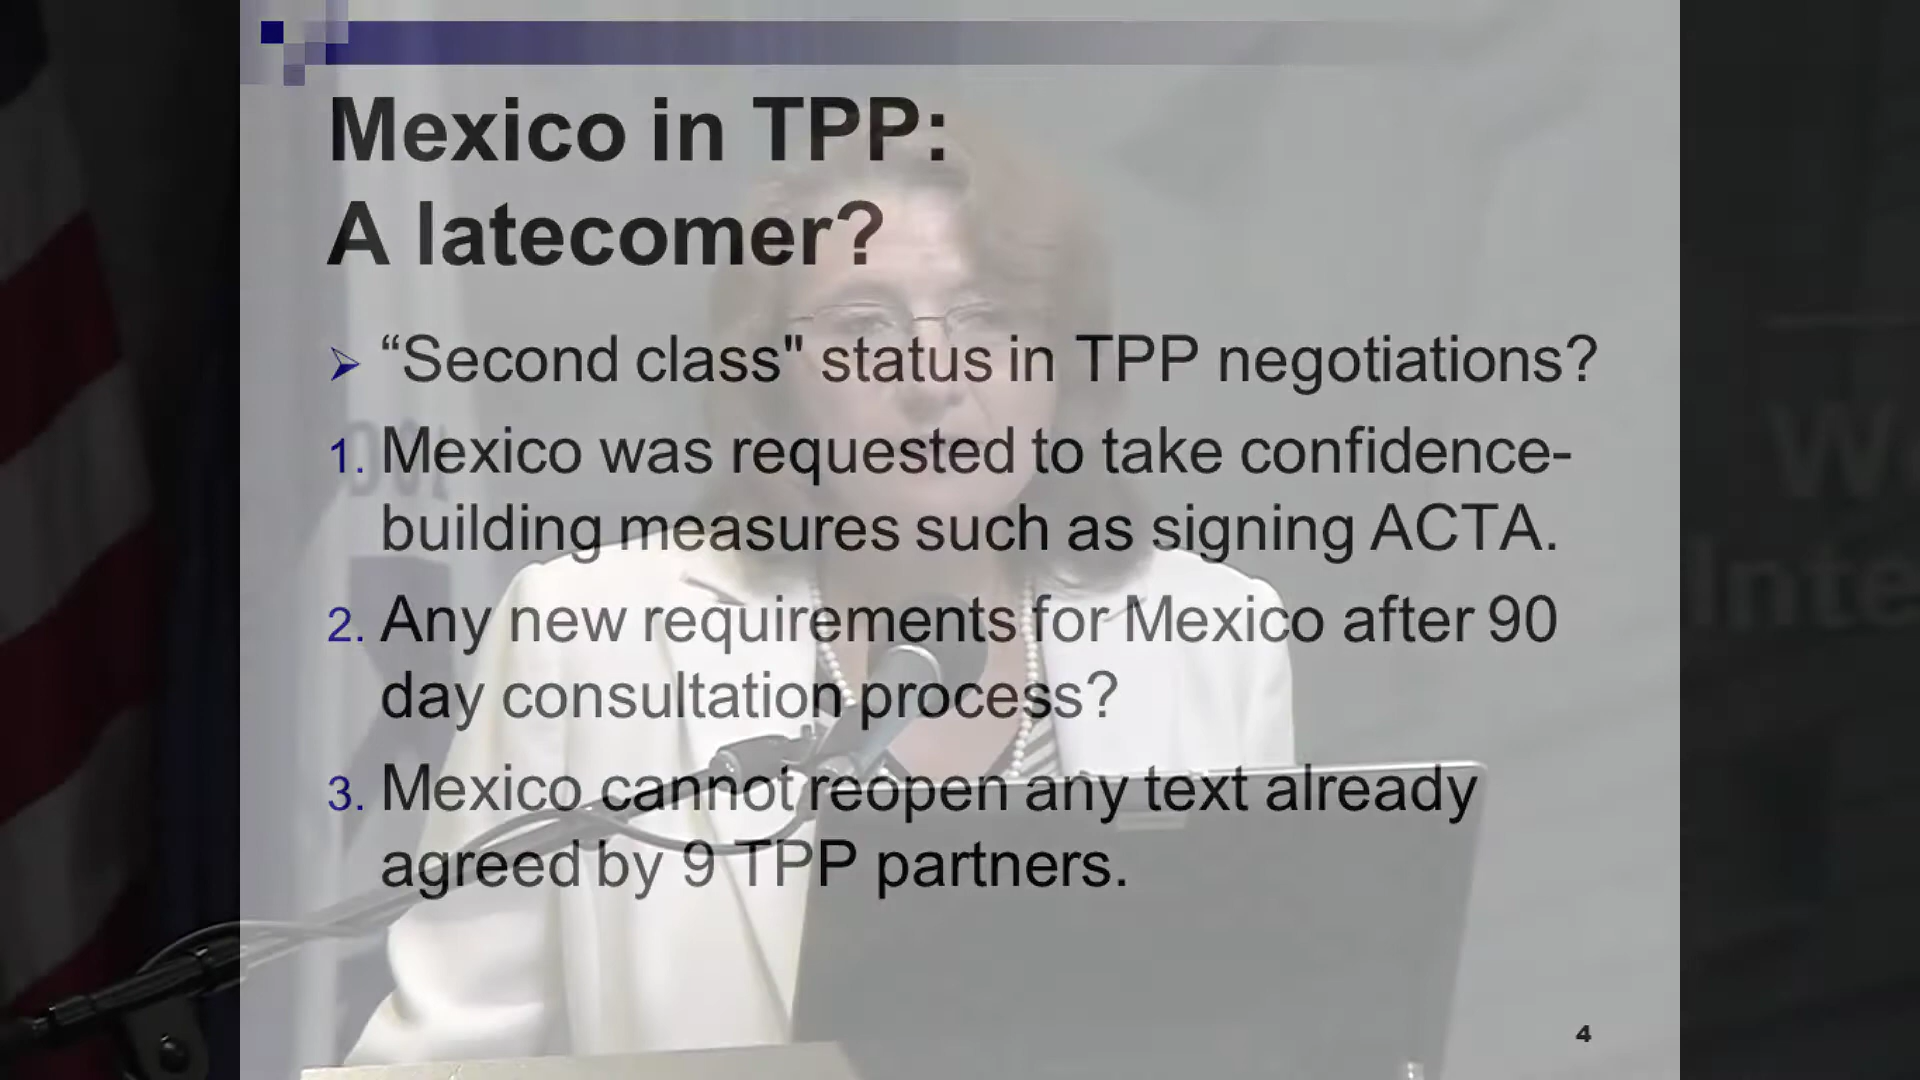 Mexico in TPP:
A latecomer?
➢ “Second class" status in TPP negotiations?
1. Mexico was requested to take confidence-
building measures such as signing ACTA.
2. Any new requirements for Mexico after 90
day consultation process?
3. Mexico cannot reopen any text already
agreed by 9 TPP partners.
4